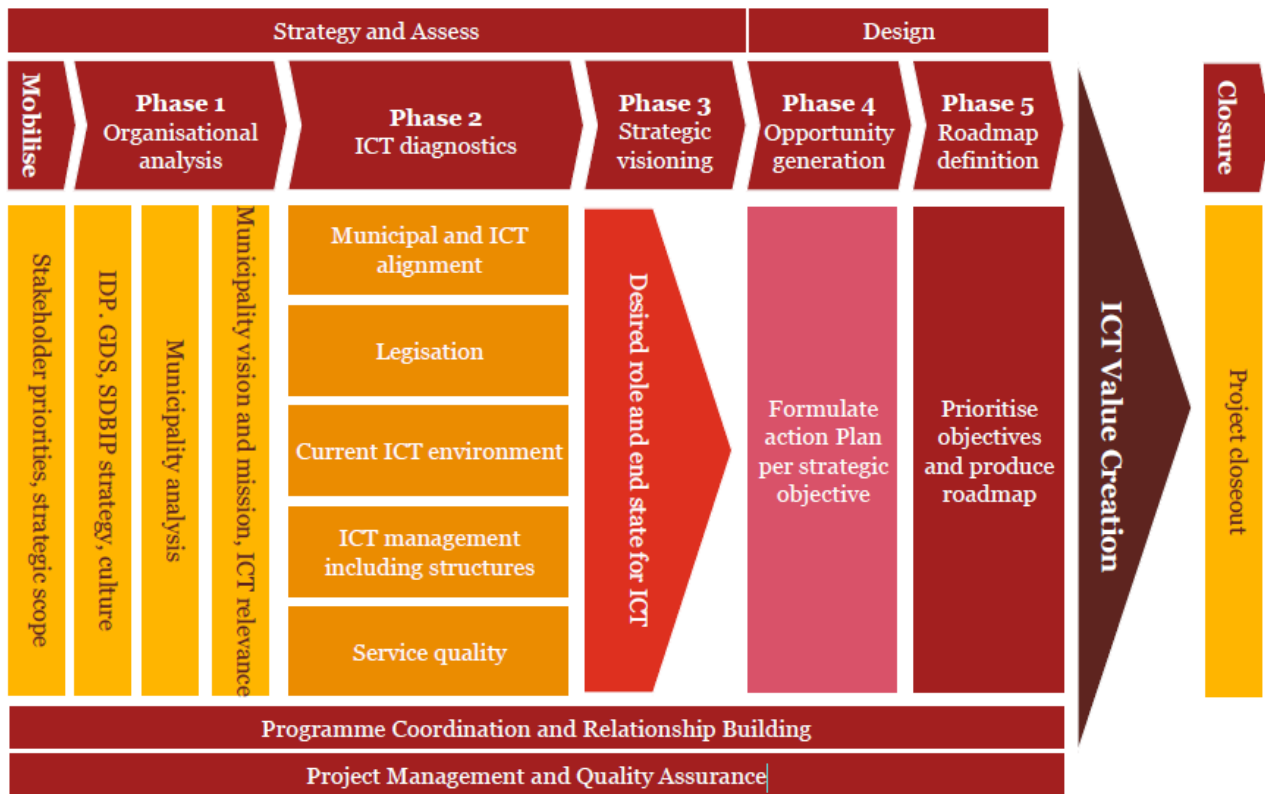 Strategy and Assess
Design
Mobilise
Phase 1
Organisational
analysis
Phase 2
ICT diagnostics
Phase 3
Strategic
visioning
Phase 4
Opportunity
generation
Phase 5
Roadmap
definition
Closure
Stakeholder priorities, strategic scope
IDP. GDS, SDBIP strategy, culture
Municipality analysis
Municipality vision and mission, ICT relevance
Municipal and ICT
alignment
Legisation
Current ICT environment
ICT management
including structures
Service quality
Desired role and end state for ICT
Formulate
action Plan
per strategic
objective
Prioritise
objectives
and produce
roadmap
ICT Value Creation
Project closeout
Programme Coordination and Relationship Building
Project Management and Quality Assurance